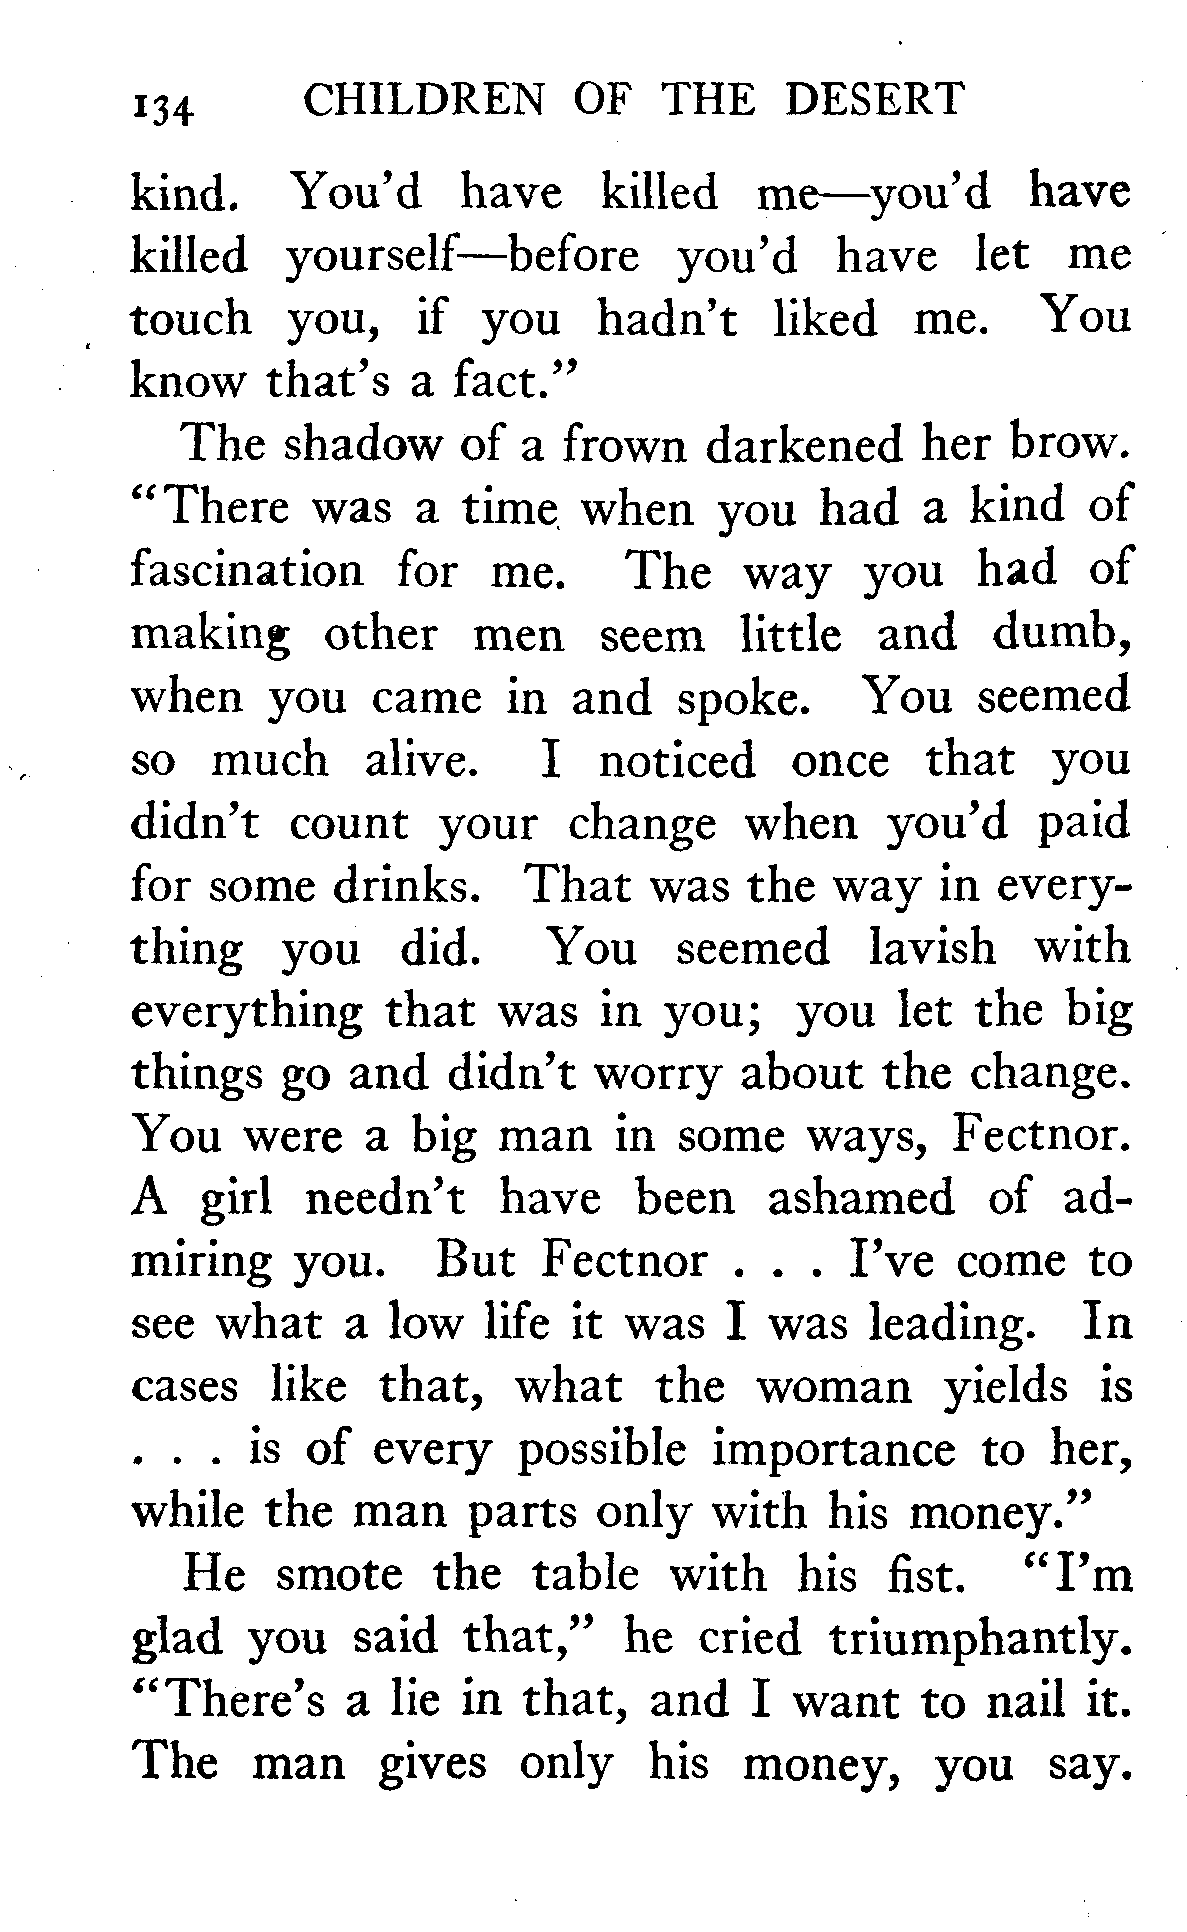 134 CHILDREN OF THE DESERT
kind. You'd have killed me—you'd have
killed yourself—before you'd have let me
touch you, if you hadn't liked me. You
know that's a fact."
The shadow of a frown darkened her brow.
"There was a time when you had a kind of
fascination for me. The way you had of
making other men seem little and dumb,
when you came in and spoke. You seemed
so much alive. I noticed once that you
didn't count your change when you'd paid
for some drinks. That was the way in every-
thing you did. You seemed lavish with
everything that was in you; you let the big
things go and didn't worry about the change.
You were a big man in some ways, Fectnor.
A girl needn't have been ashamed of ad-
miring you. But Fectnor . . . I've come to
see what a low life it was I was leading. In
cases like that, what the woman yields is
. . . is of every possible importance to her,
while the man parts only with his money."
He smote the table with his fist. "I'm
glad you said that," he cried triumphantly.
"There's a lie in that, and I want to nail it.
The man gives only his money, you say.